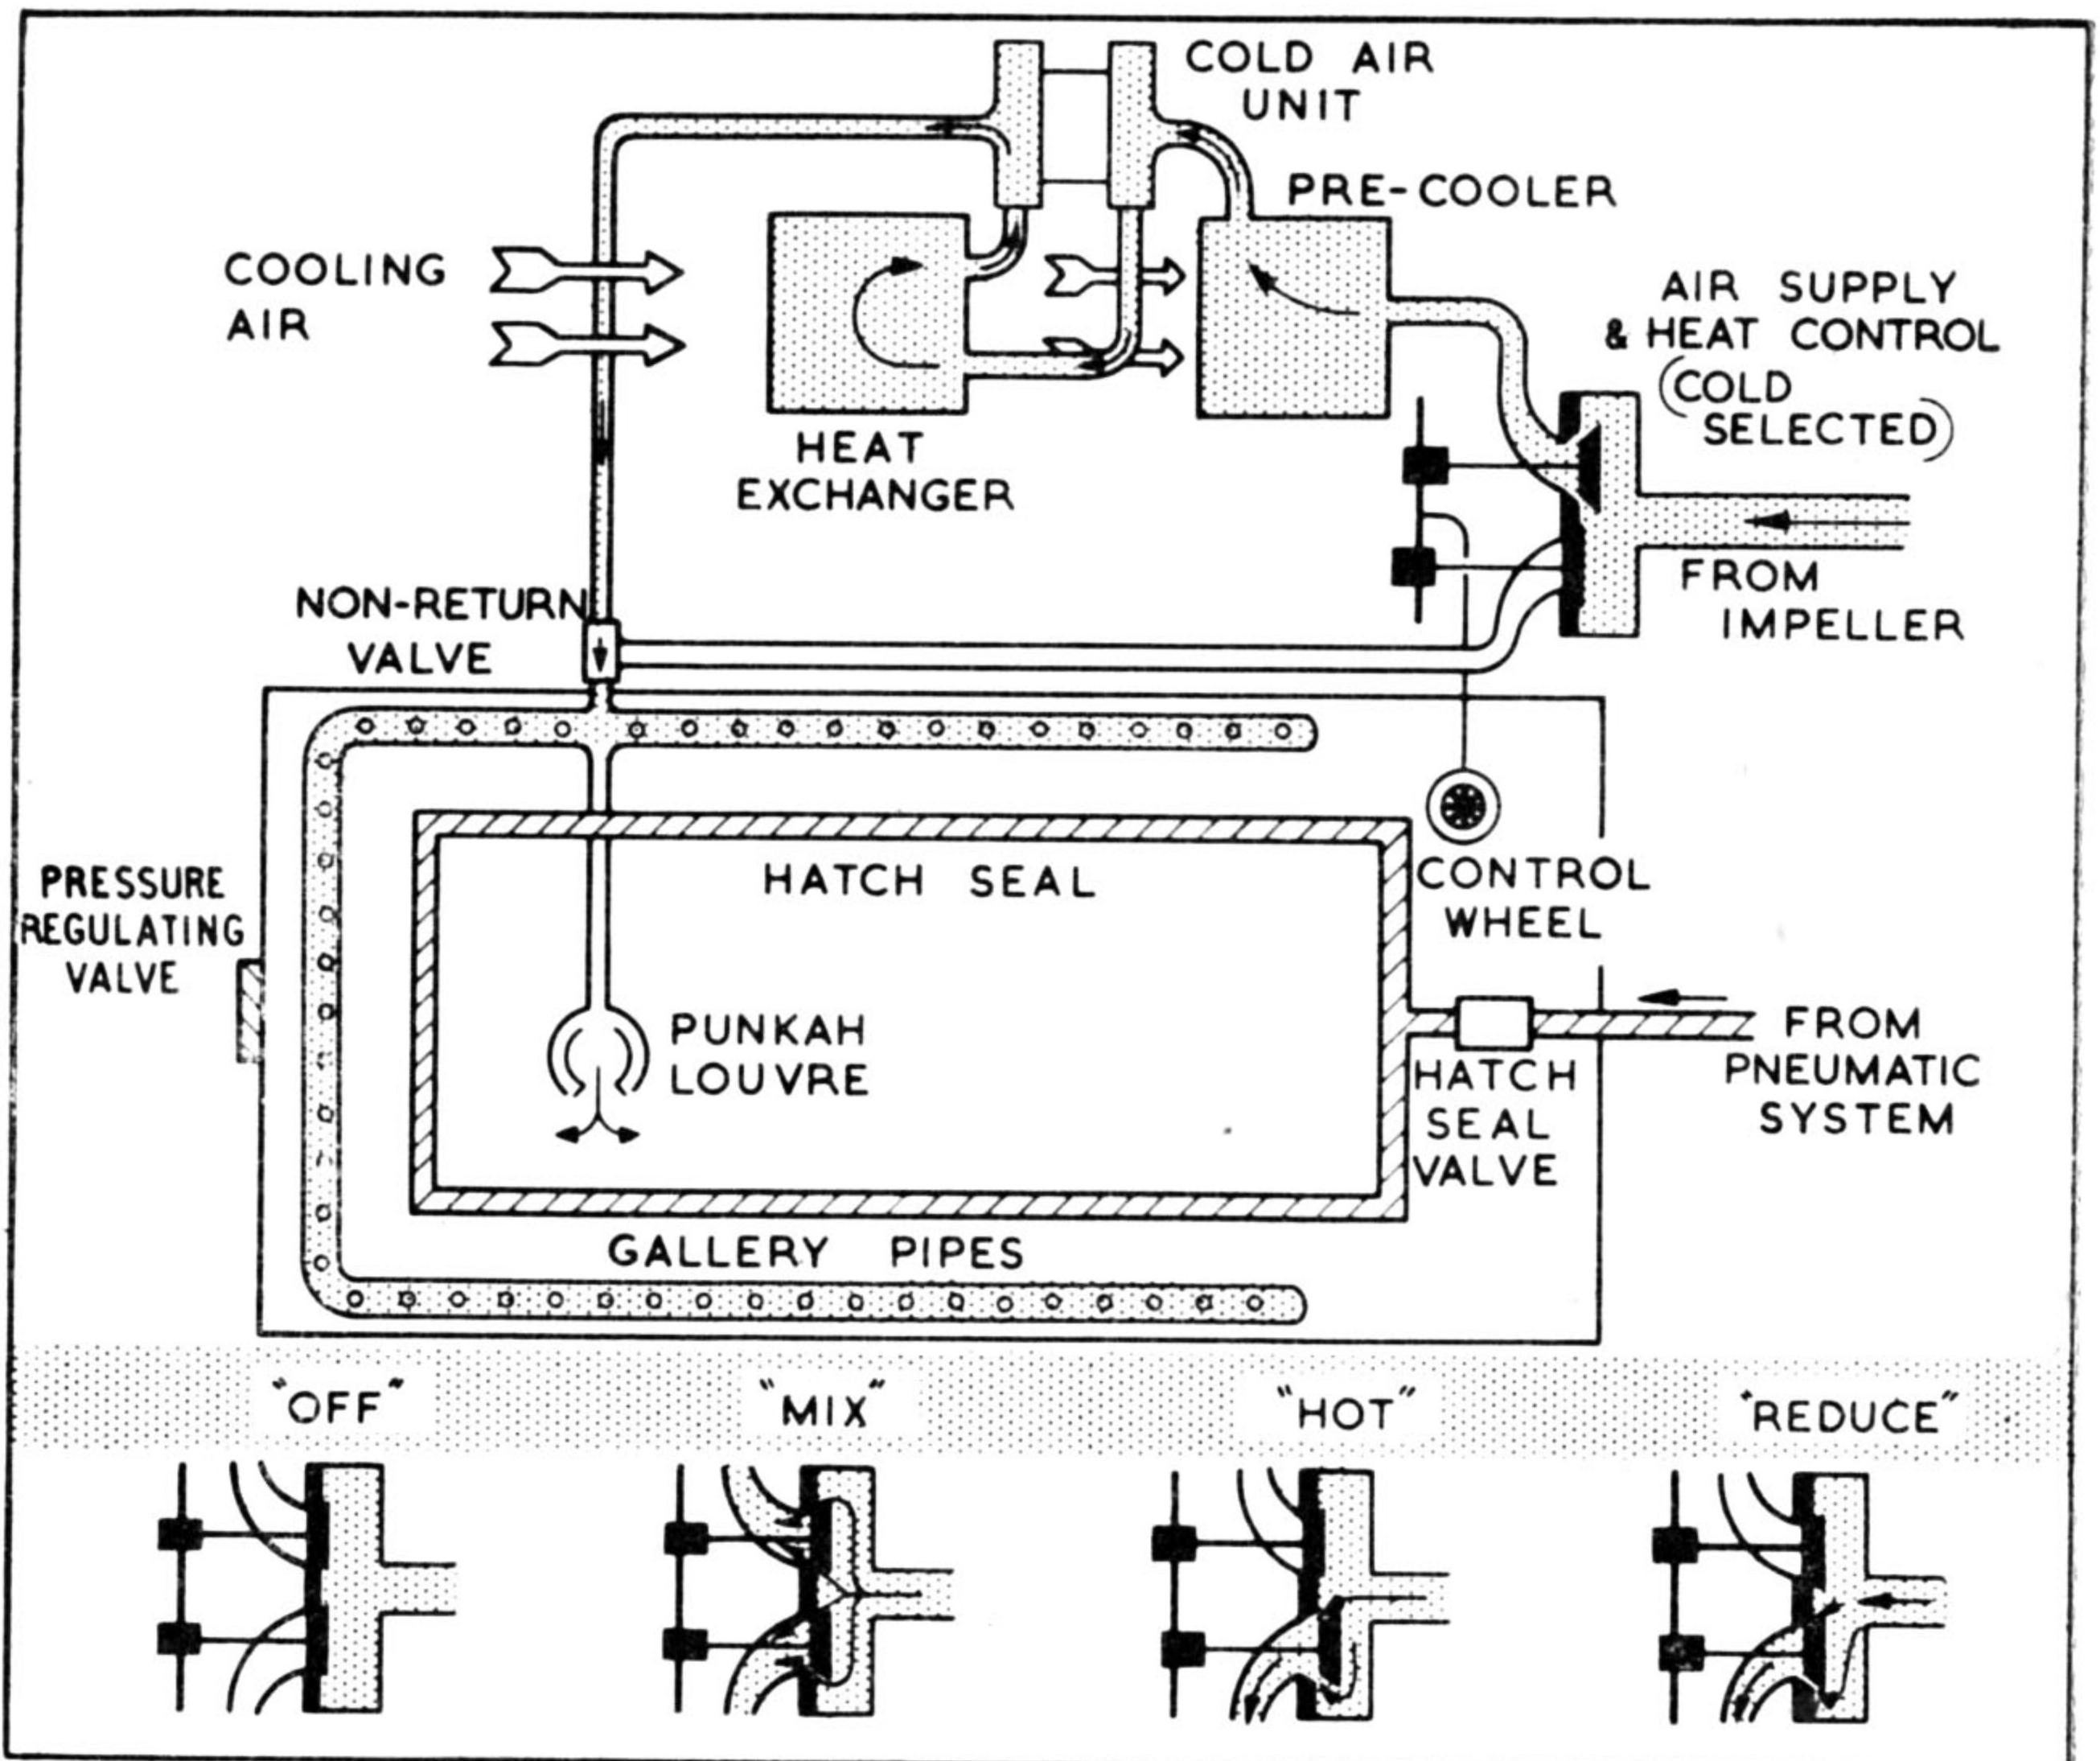 COLD AIR
UNIT
PRE-COOLER
COOLING
AIR
AIR SUPPLY
& HEAT CONTROL
(COLD
SELECTED)
HEAT
EXCHANGER
FROM
IMPELLER
NON-RETURN
VALVE
HATCH SEAL
CONTROL
WHEEL
PRESSURE
REGULATING
VALVE
PUNKAH
LOUVRE
FROM
PNEUMATIC
SYSTEM
HATCH
SEAL
VALVE
GALLERY PIPES
"OFF"
"MIX"
"HOT"
"REDUCE"